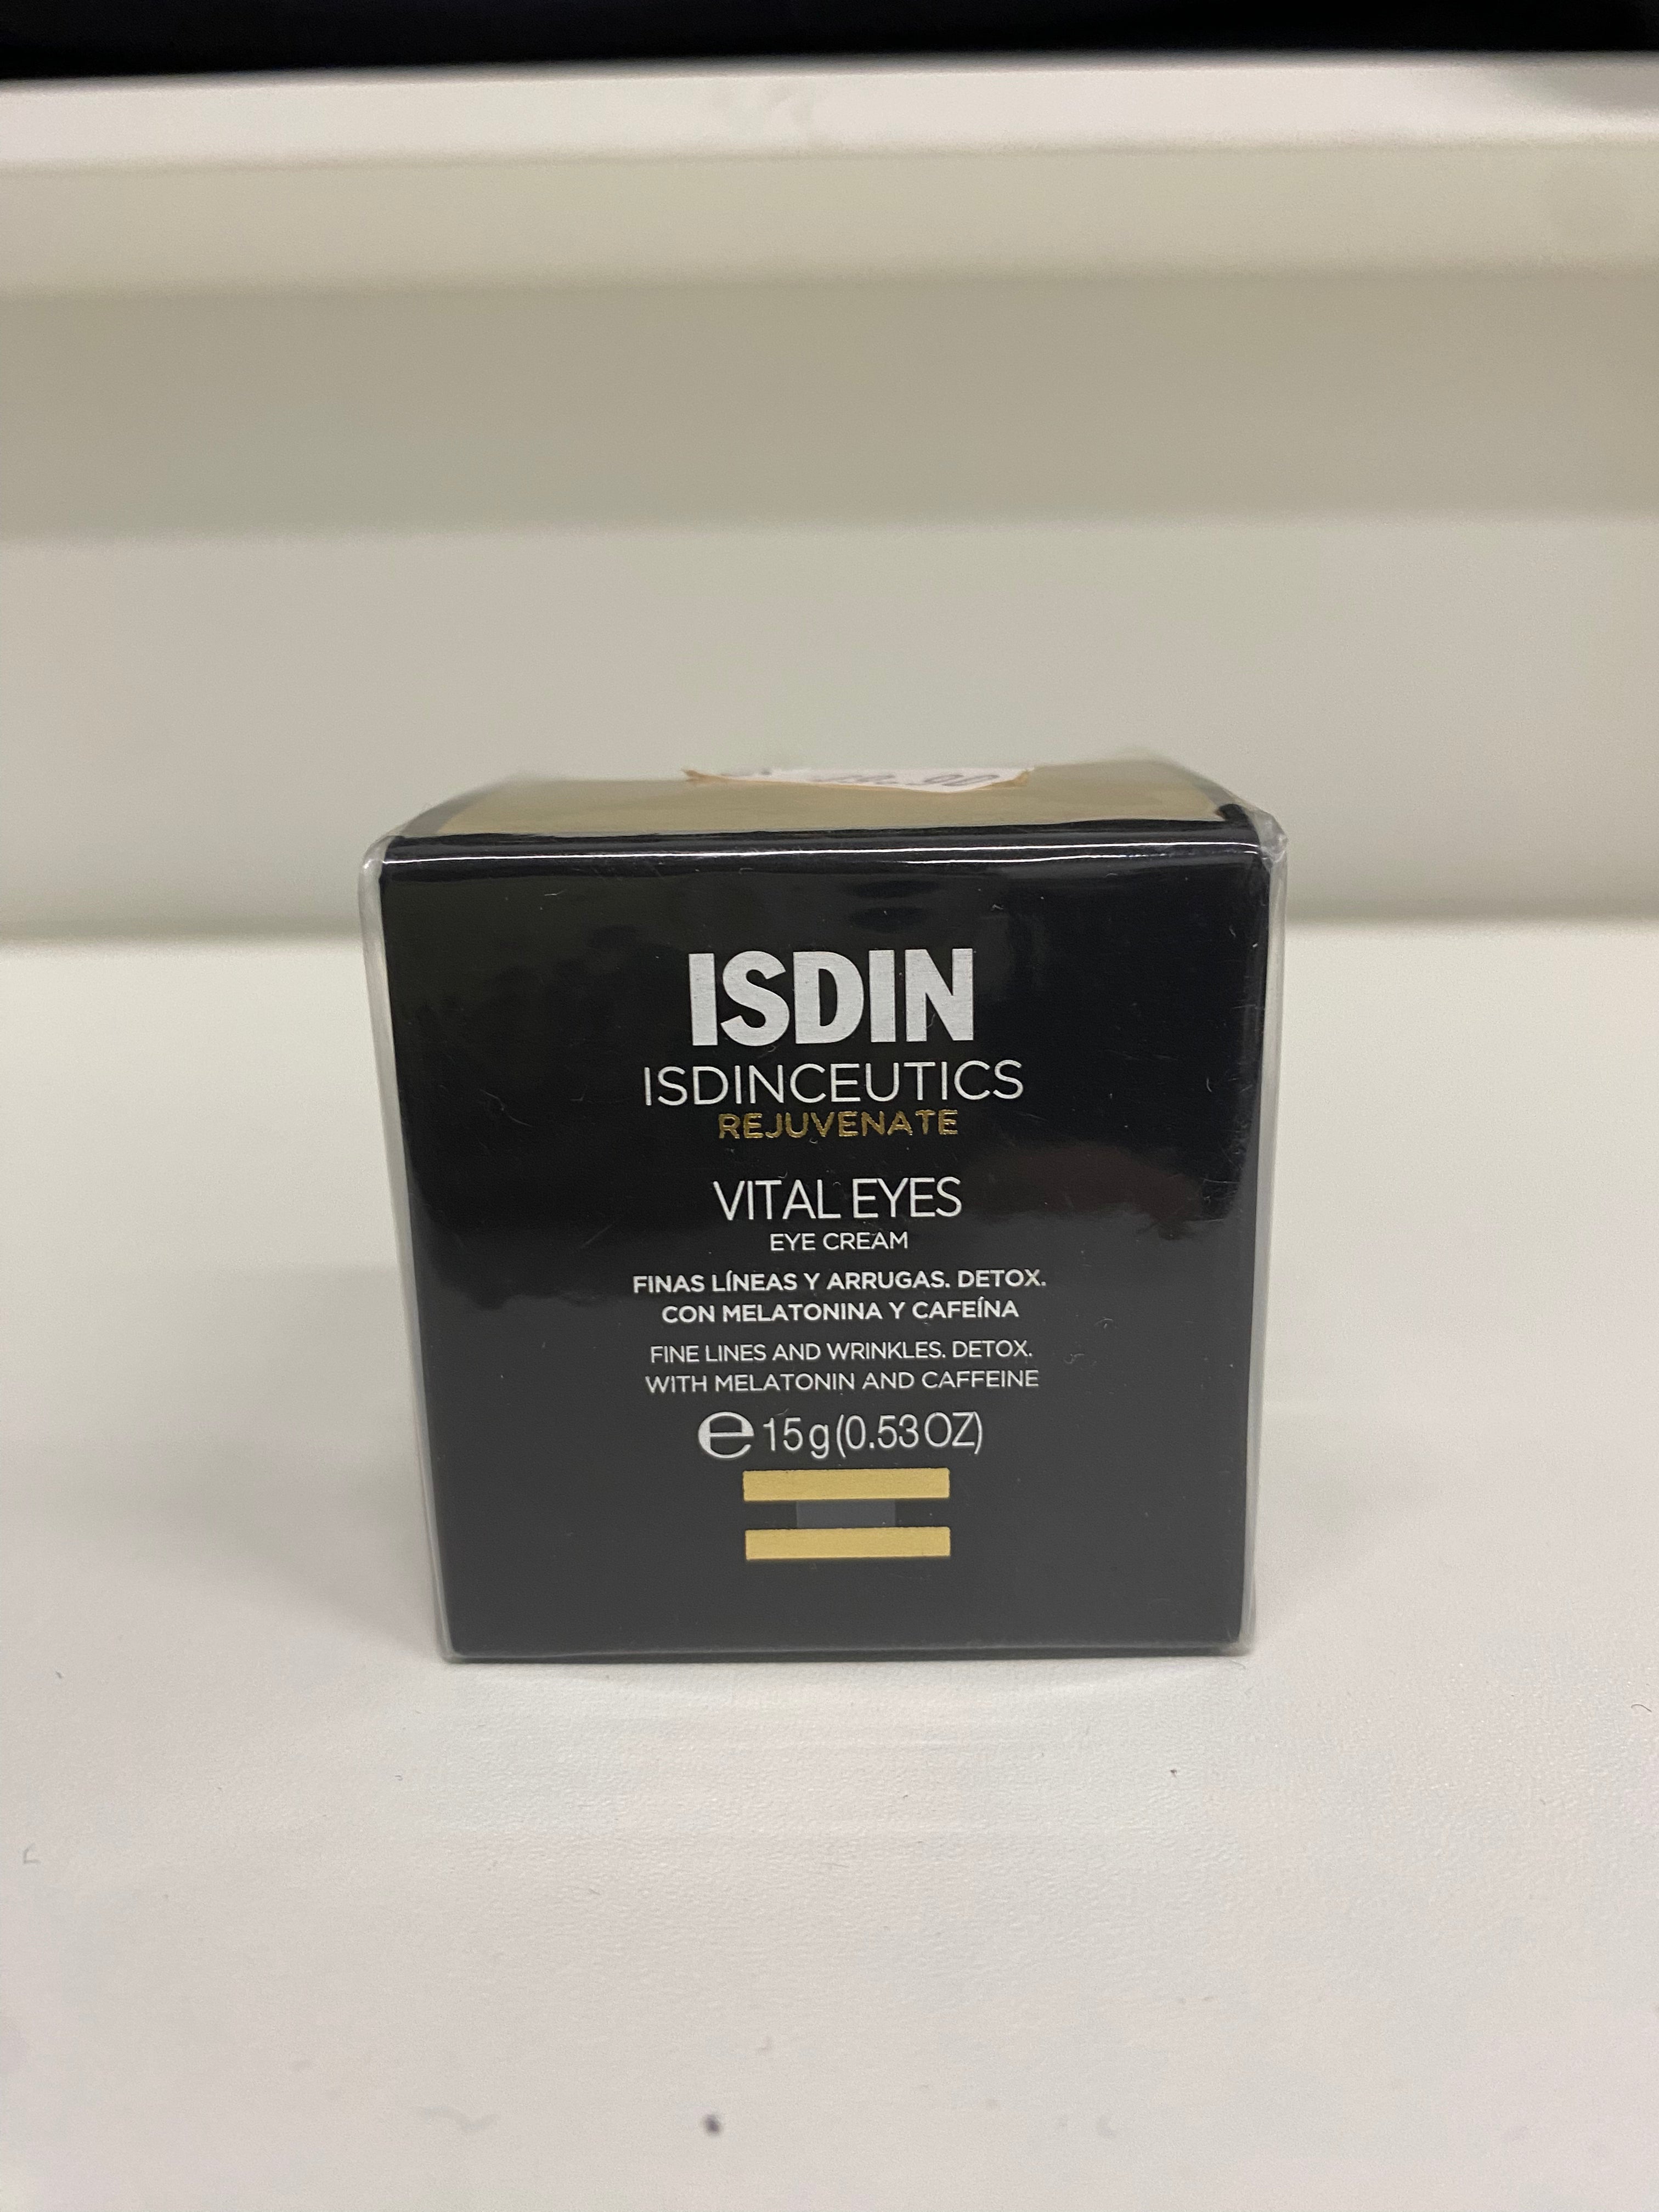 ISDIN
ISDINCEUTICS
REJUVENATE
VITAL EYES
EYE CREAM
FINAS LÍNEAS Y ARRUGAS. DETOX.
CON MELATONINA Y CAFEÍNA
FINE LINES AND WRINKLES. DETOX.
WITH MELATONIN AND CAFFEINE
℮ 15 g (0.53 OZ)